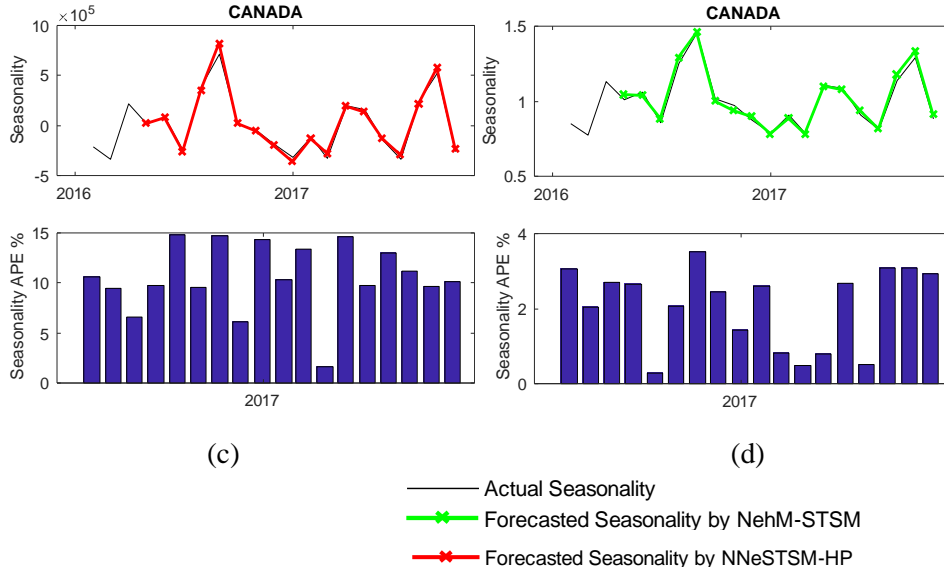 CANADA
×10^5
10
5
0
-5
Seasonality
2016
2017
15
10
5
0
Seasonality APE %
2017
(c)
CANADA
1.5
1
0.5
Seasonality
2016
2017
4
2
0
Seasonality APE %
2017
(d)
Actual Seasonality
Forecasted Seasonality by NehM-STSM
Forecasted Seasonality by NNeSTSM-HP